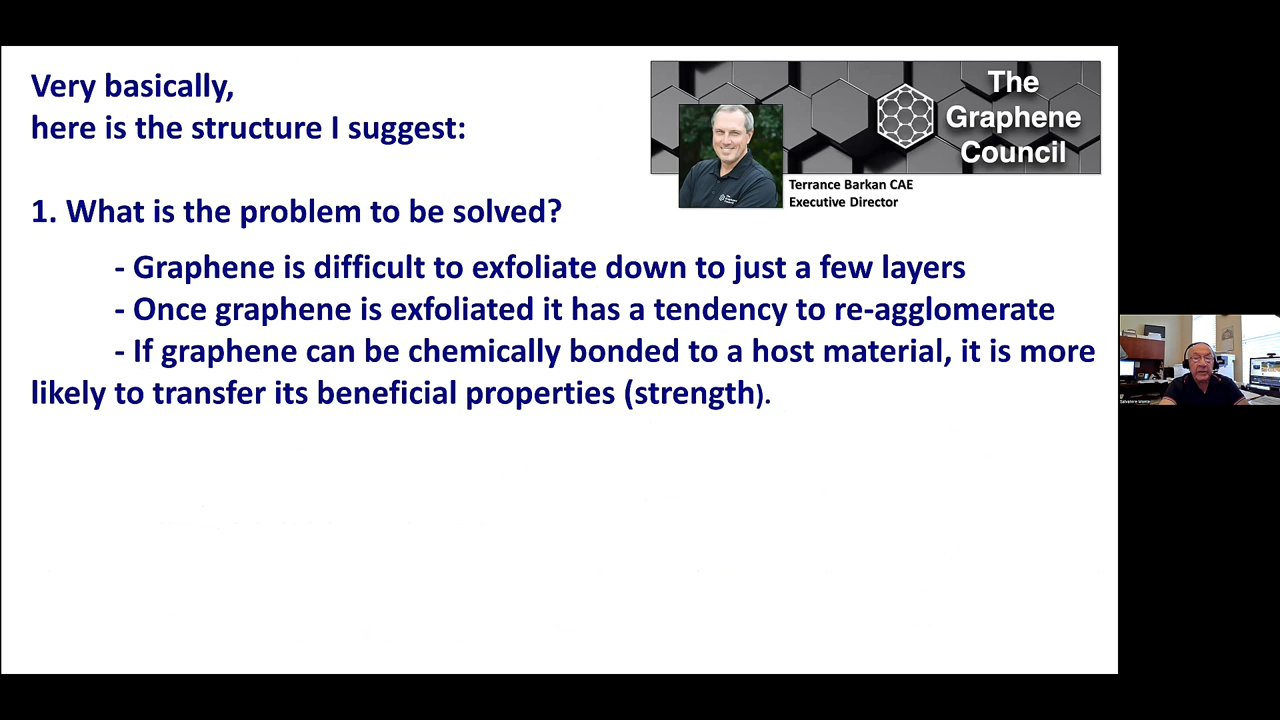 Very basically,
here is the structure I suggest:
The
Graphene
Council
Terrance Barkan CAE
Executive Director
1. What is the problem to be solved?
- Graphene is difficult to exfoliate down to just a few layers
- Once graphene is exfoliated it has a tendency to re-agglomerate
- If graphene can be chemically bonded to a host material, it is more
likely to transfer its beneficial properties (strength).